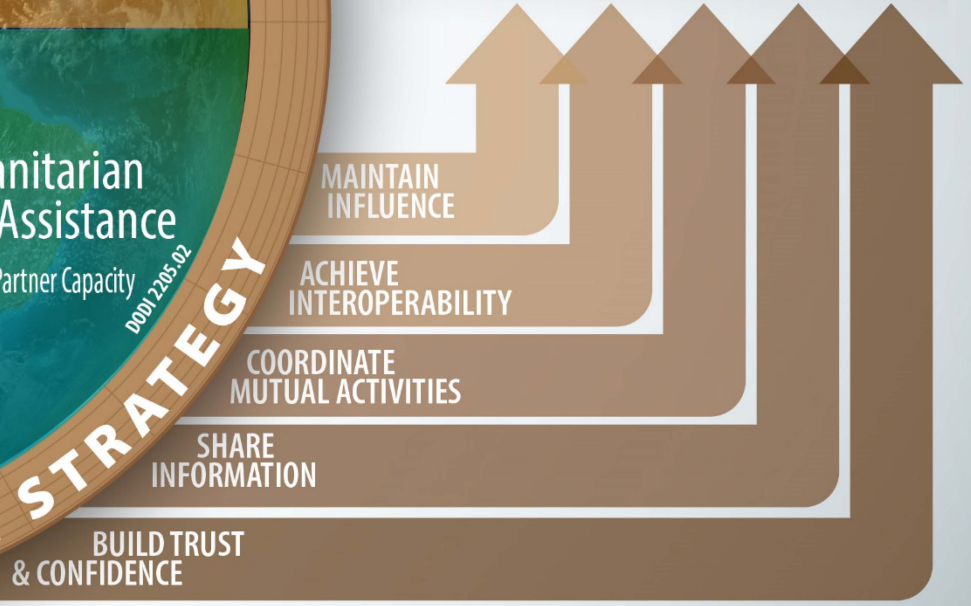 Assistance
Partner Capacity
DODI 2205.02
STRATEGY
MAINTAIN
INFLUENCE
ACHIEVE
INTEROPERABILITY
COORDINATE
MUTUAL ACTIVITIES
SHARE
INFORMATION
BUILD TRUST
& CONFIDENCE